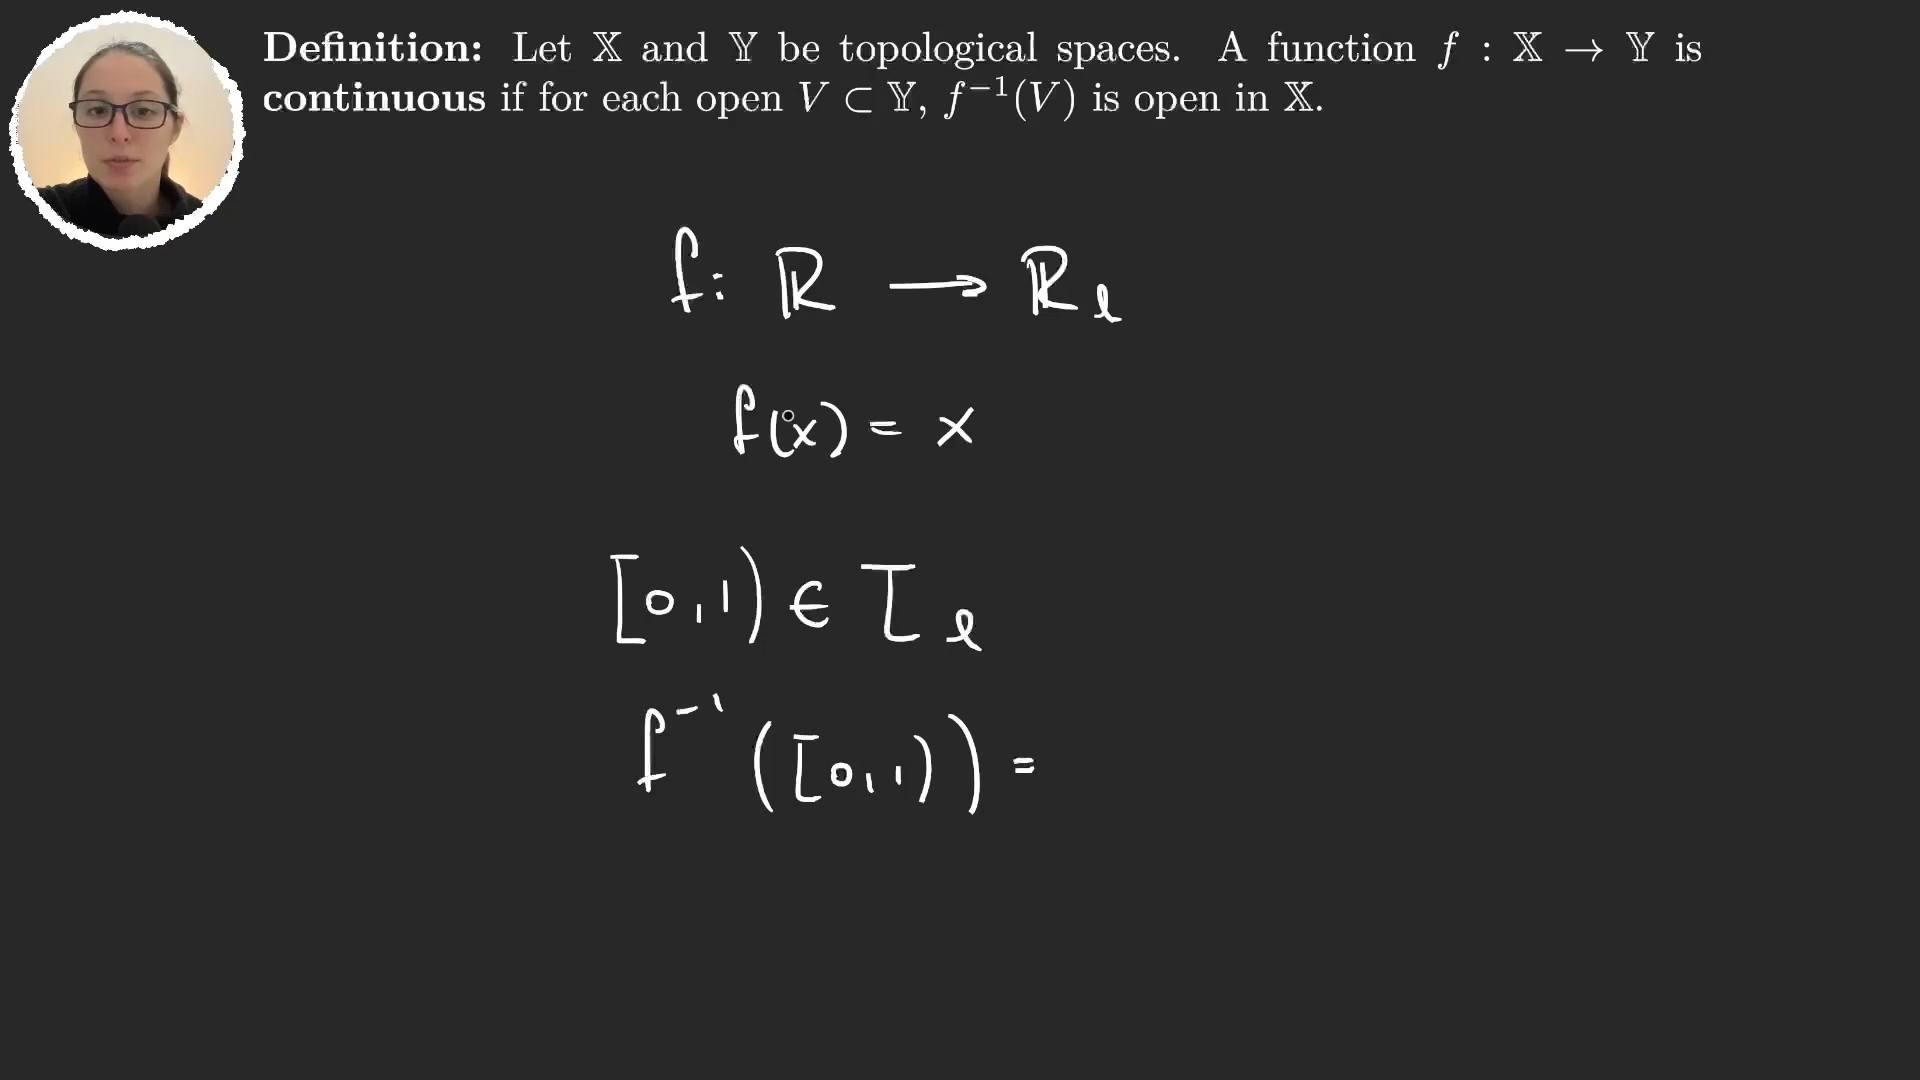 Definition: Let 𝕏 and 𝕐 be topological spaces. A function f : 𝕏 → 𝕐 is
continuous if for each open V ⊂ 𝕐, f⁻¹(V) is open in 𝕏.
f: ℝ ⟶ ℝₗ
f(x) = x
[0,1) ∈ Τₗ
f⁻¹([0,1)) =